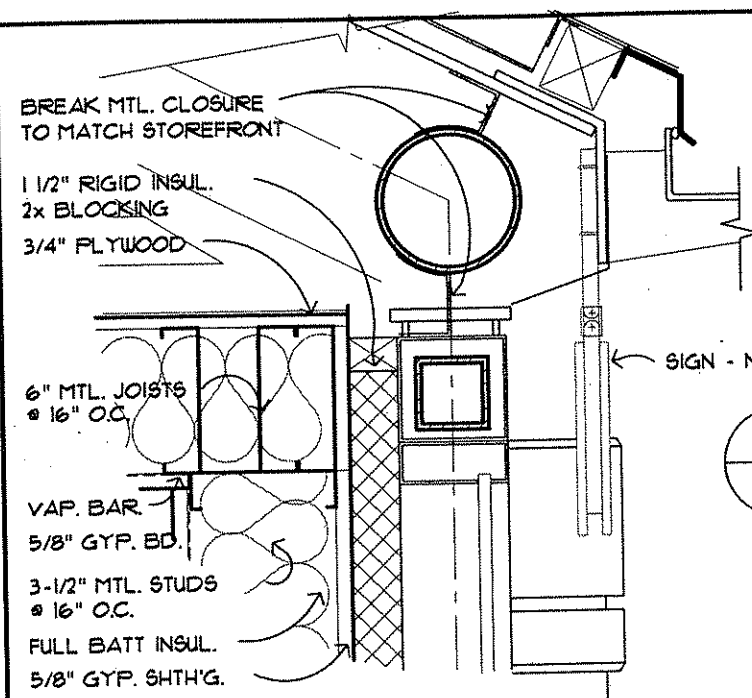 BREAK MTL. CLOSURE
TO MATCH STOREFRONT
1 1/2" RIGID INSUL.
2x BLOCKING
3/4" PLYWOOD
6" MTL. JOISTS
@ 16" O.C.
SIGN - 
VAP. BAR.
5/8" GYP. BD.
3-1/2" MTL. STUDS
@ 16" O.C.
FULL BATT INSUL.
5/8" GYP. SHTH'G.